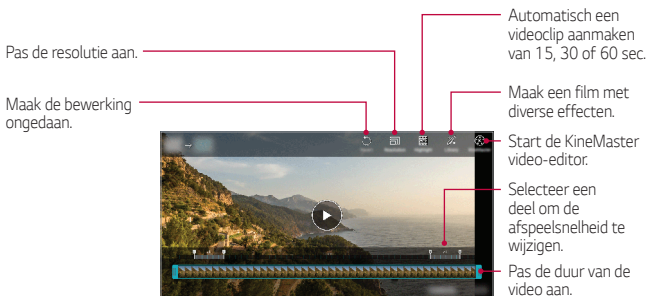 Pas de resolutie aan.
Maak de bewerking
ongedaan.
Automatisch een
videoclip aanmaken
van 15, 30 of 60 sec.
Maak een film met
diverse effecten.
Start de KineMaster
video-editor.
Selecteer een
deel om de
afspeelsnelheid te
wijzigen.
Pas de duur van de
video aan.